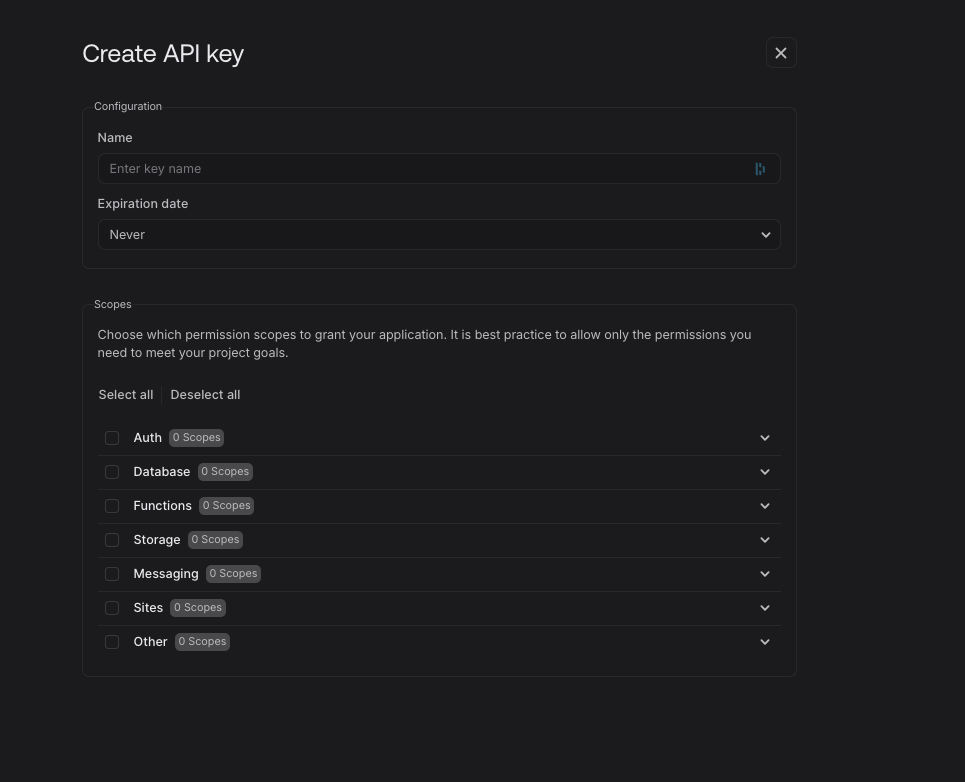 Create API key
Configuration
Name
Enter key name
Expiration date
Never
Scopes
Choose which permission scopes to grant your application. It is best practice to allow only the permissions you
need to meet your project goals.
Select all Deselect all
Auth 0 Scopes
Database 0 Scopes
Functions 0 Scopes
Storage 0 Scopes
Messaging 0 Scopes
Sites 0 Scopes
Other 0 Scopes